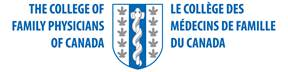 THE COLLEGE OF
FAMILY PHYSICIANS
OF CANADA
LE COLLÈGE DES
MÉDECINS DE FAMILLE
DU CANADA